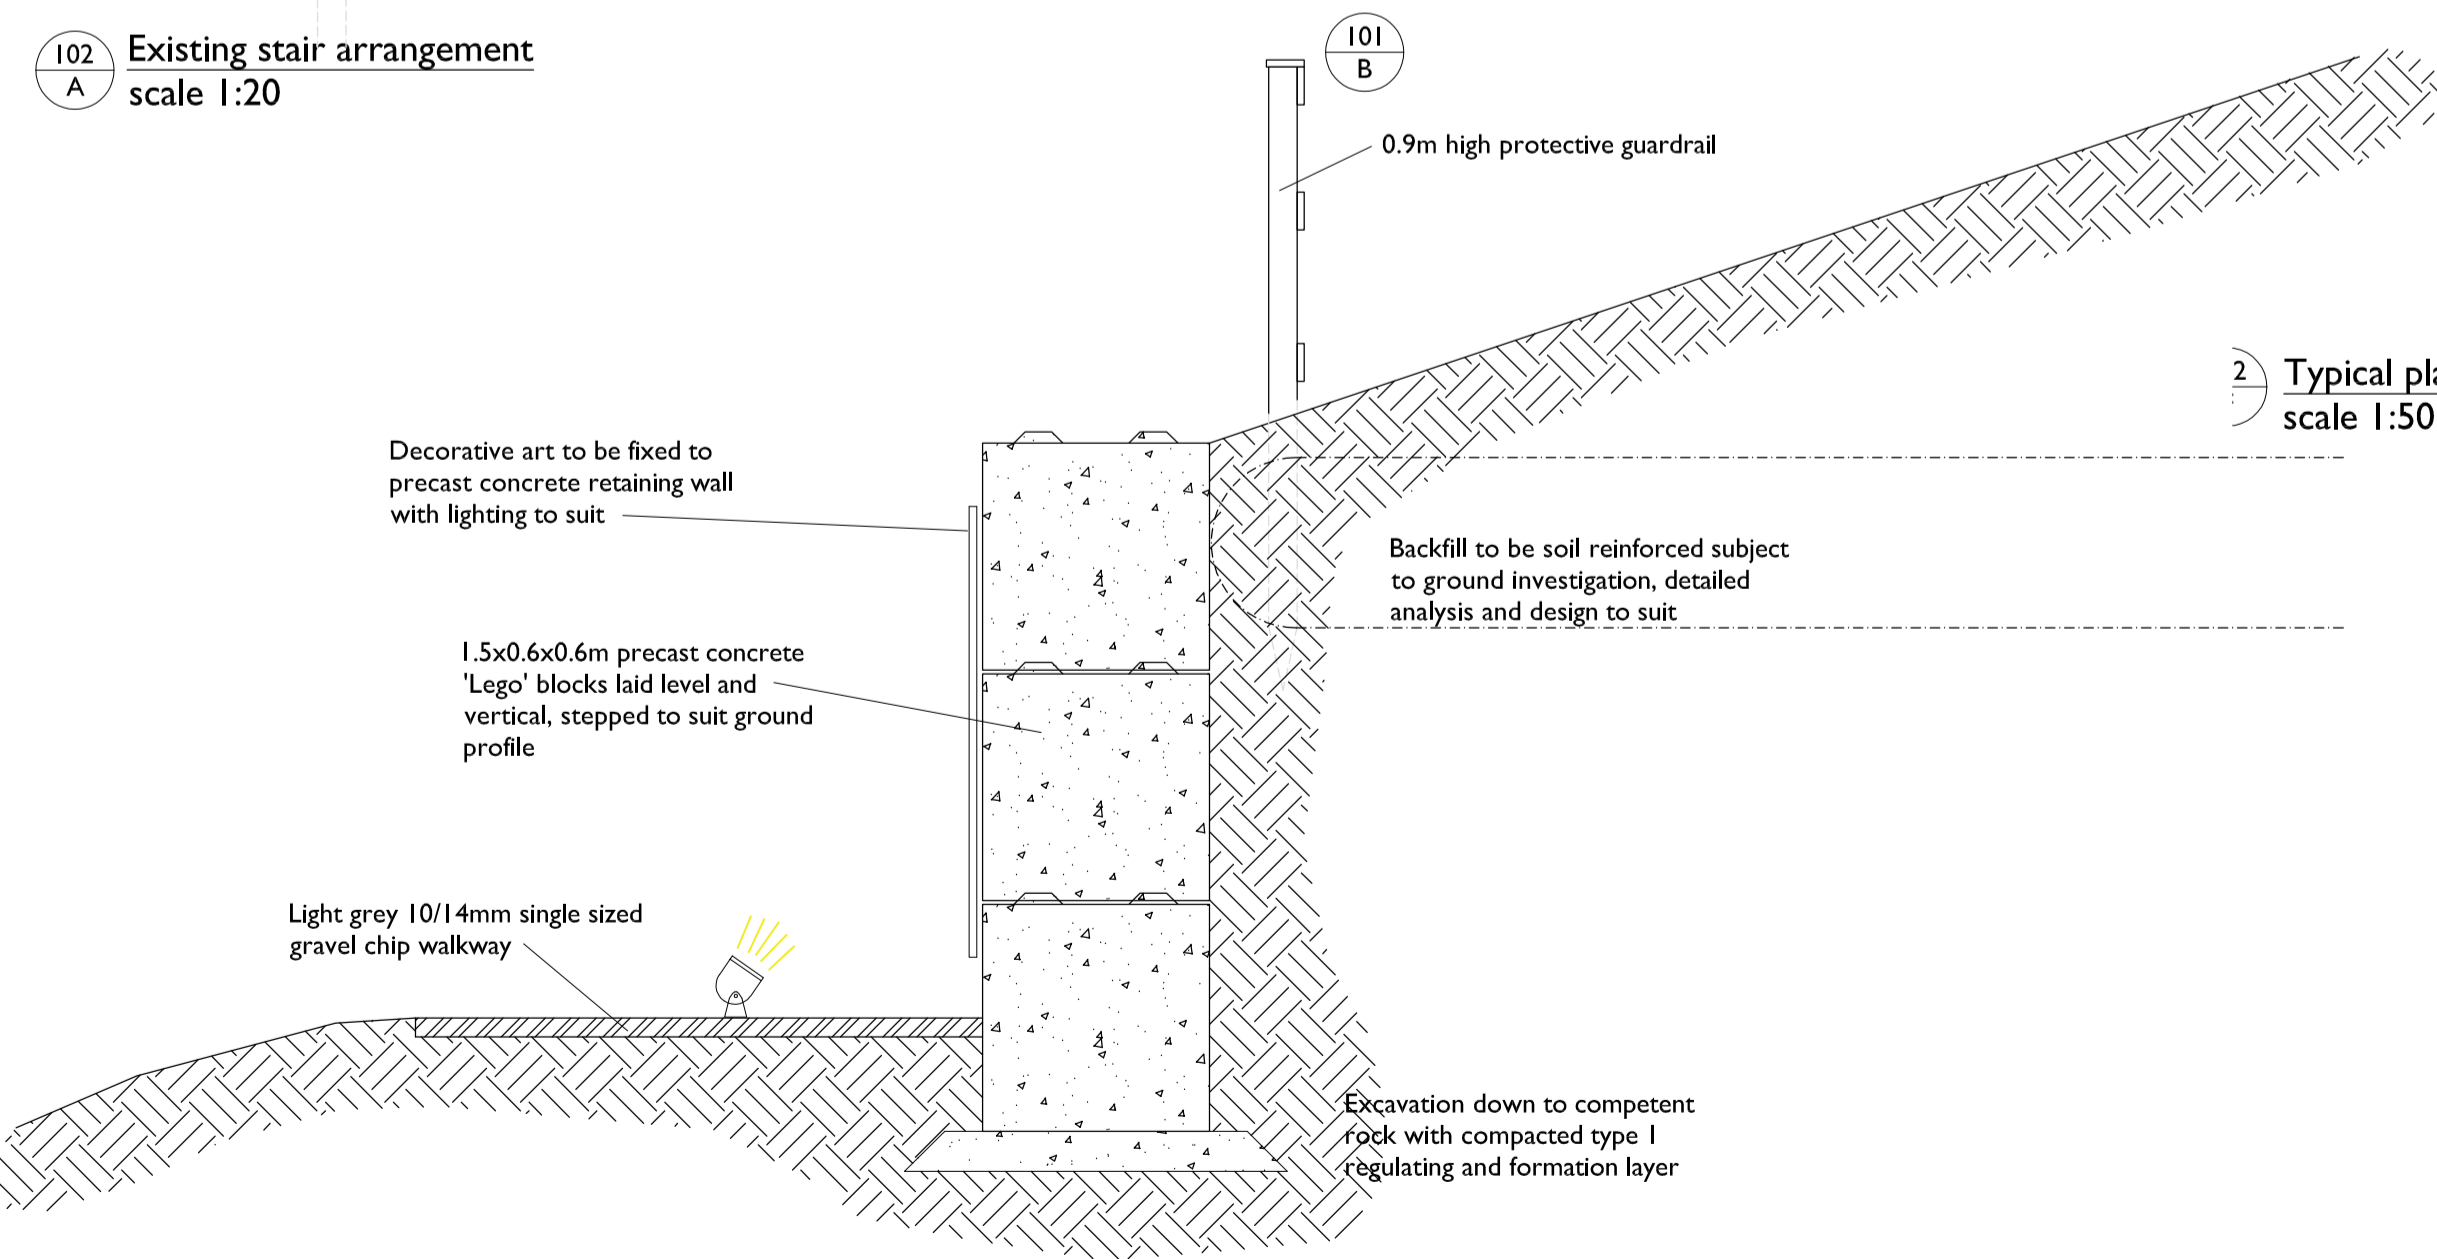 102
A
Existing stair arrangement
scale 1:20
101
B
0.9m high protective guardrail
2
Typical
scale 1:50
Decorative art to be fixed to
precast concrete retaining wall
with lighting to suit
Backfill to be soil reinforced subject
to ground investigation, detailed
analysis and design to suit
1.5x0.6x0.6m precast concrete
'Lego' blocks laid level and
vertical, stepped to suit ground
profile
Light grey 10/14mm single sized
gravel chip walkway
Excavation down to competent
rock with compacted type 1
regulating and formation layer